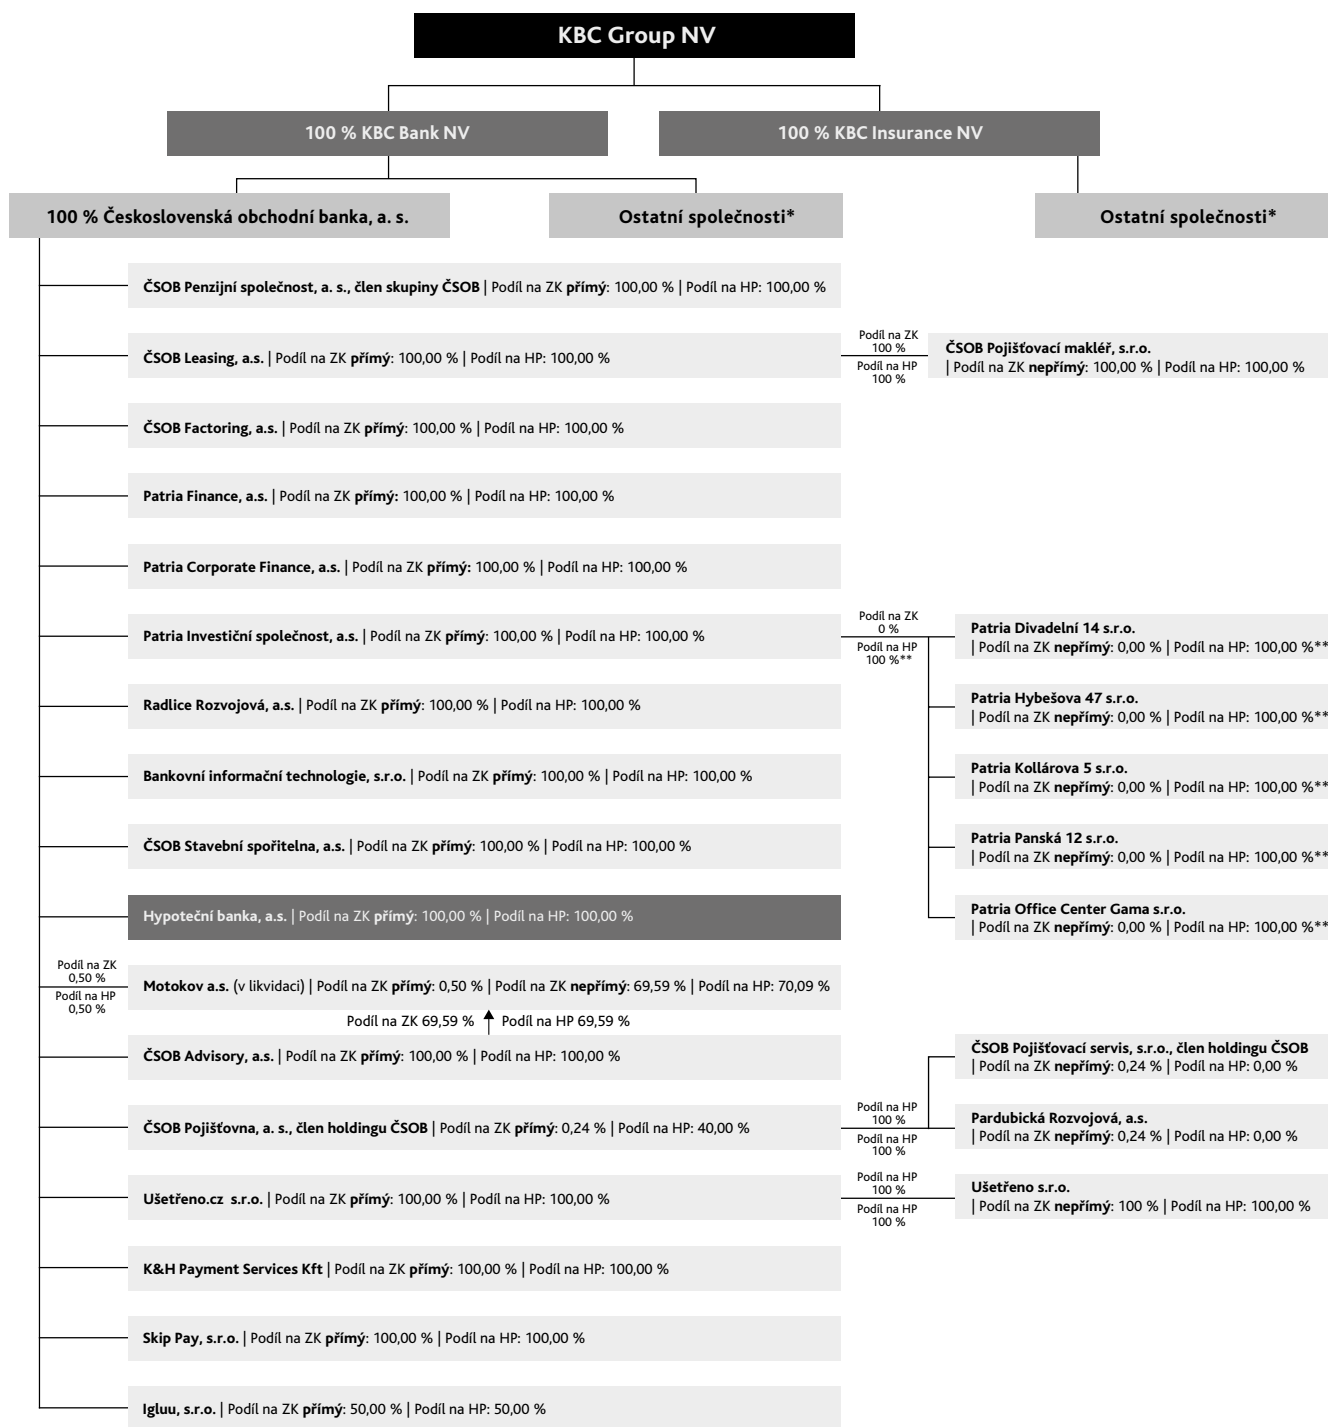 KBC Group NV
100 % KBC Bank NV
100 % KBC Insurance NV
100 % Československá obchodní banka, a. s.
Ostatní společnosti*
Ostatní společnosti*
ČSOB Penzijní společnost, a. s., člen skupiny ČSOB | Podíl na ZK přímý: 100,00 % | Podíl na HP: 100,00 %
ČSOB Leasing, a.s. | Podíl na ZK přímý: 100,00 % | Podíl na HP: 100,00 %
Podíl na ZK
100 %
Podíl na HP
100 %
ČSOB Pojišťovací makléř, s.r.o.
| Podíl na ZK nepřímý: 100,00 % | Podíl na HP: 100,00 %
ČSOB Factoring, a.s. | Podíl na ZK přímý: 100,00 % | Podíl na HP: 100,00 %
Patria Finance, a.s. | Podíl na ZK přímý: 100,00 % | Podíl na HP: 100,00 %
Patria Corporate Finance, a.s. | Podíl na ZK přímý: 100,00 % | Podíl na HP: 100,00 %
Patria Investiční společnost, a.s. | Podíl na ZK přímý: 100,00 % | Podíl na HP: 100,00 %
Podíl na ZK
0 %
Podíl na HP
100 %**
Patria Divadelní 14 s.r.o.
| Podíl na ZK nepřímý: 0,00 % | Podíl na HP: 100,00 %**
Radlice Rozvojová, a.s. | Podíl na ZK přímý: 100,00 % | Podíl na HP: 100,00 %
Patria Hybešova 47 s.r.o.
| Podíl na ZK nepřímý: 0,00 % | Podíl na HP: 100,00 %**
Bankovní informační technologie, s.r.o. | Podíl na ZK přímý: 100,00 % | Podíl na HP: 100,00 %
Patria Kollárova 5 s.r.o.
| Podíl na ZK nepřímý: 0,00 % | Podíl na HP: 100,00 %**
ČSOB Stavební spořitelna, a.s. | Podíl na ZK přímý: 100,00 % | Podíl na HP: 100,00 %
Patria Panská 12 s.r.o.
| Podíl na ZK nepřímý: 0,00 % | Podíl na HP: 100,00 %**
Hypoteční banka, a.s. | Podíl na ZK přímý: 100,00 % | Podíl na HP: 100,00 %
Patria Office Center Gama s.r.o.
| Podíl na ZK nepřímý: 0,00 % | Podíl na HP: 100,00 %**
Podíl na ZK
0,50 %
Podíl na HP
0,50 %
Motokov a.s. (v likvidaci) | Podíl na ZK přímý: 0,50 % | Podíl na ZK nepřímý: 69,59 % | Podíl na HP: 70,09 %
Podíl na ZK 69,59 % Podíl na HP 69,59 %
ČSOB Advisory, a.s. | Podíl na ZK přímý: 100,00 % | Podíl na HP: 100,00 %
ČSOB Pojišťovací servis, s.r.o., člen holdingu ČSOB
| Podíl na ZK nepřímý: 0,24 % | Podíl na HP: 0,00 %
ČSOB Pojišťovna, a. s., člen holdingu ČSOB | Podíl na ZK přímý: 0,24 % | Podíl na HP: 40,00 %
Podíl na HP
100 %
Podíl na HP
100 %
Pardubická Rozvojová, a.s.
| Podíl na ZK nepřímý: 0,24 % | Podíl na HP: 0,00 %
Ušetřeno.cz s.r.o. | Podíl na ZK přímý: 100,00 % | Podíl na HP: 100,00 %
Podíl na HP
100 %
Podíl na HP
100 %
Ušetřeno s.r.o.
| Podíl na ZK nepřímý: 100 % | Podíl na HP: 100,00 %
K&H Payment Services Kft | Podíl na ZK přímý: 100,00 % | Podíl na HP: 100,00 %
Skip Pay, s.r.o. | Podíl na ZK přímý: 100,00 % | Podíl na HP: 100,00 %
Igluu, s.r.o. | Podíl na ZK přímý: 50,00 % | Podíl na HP: 50,00 %